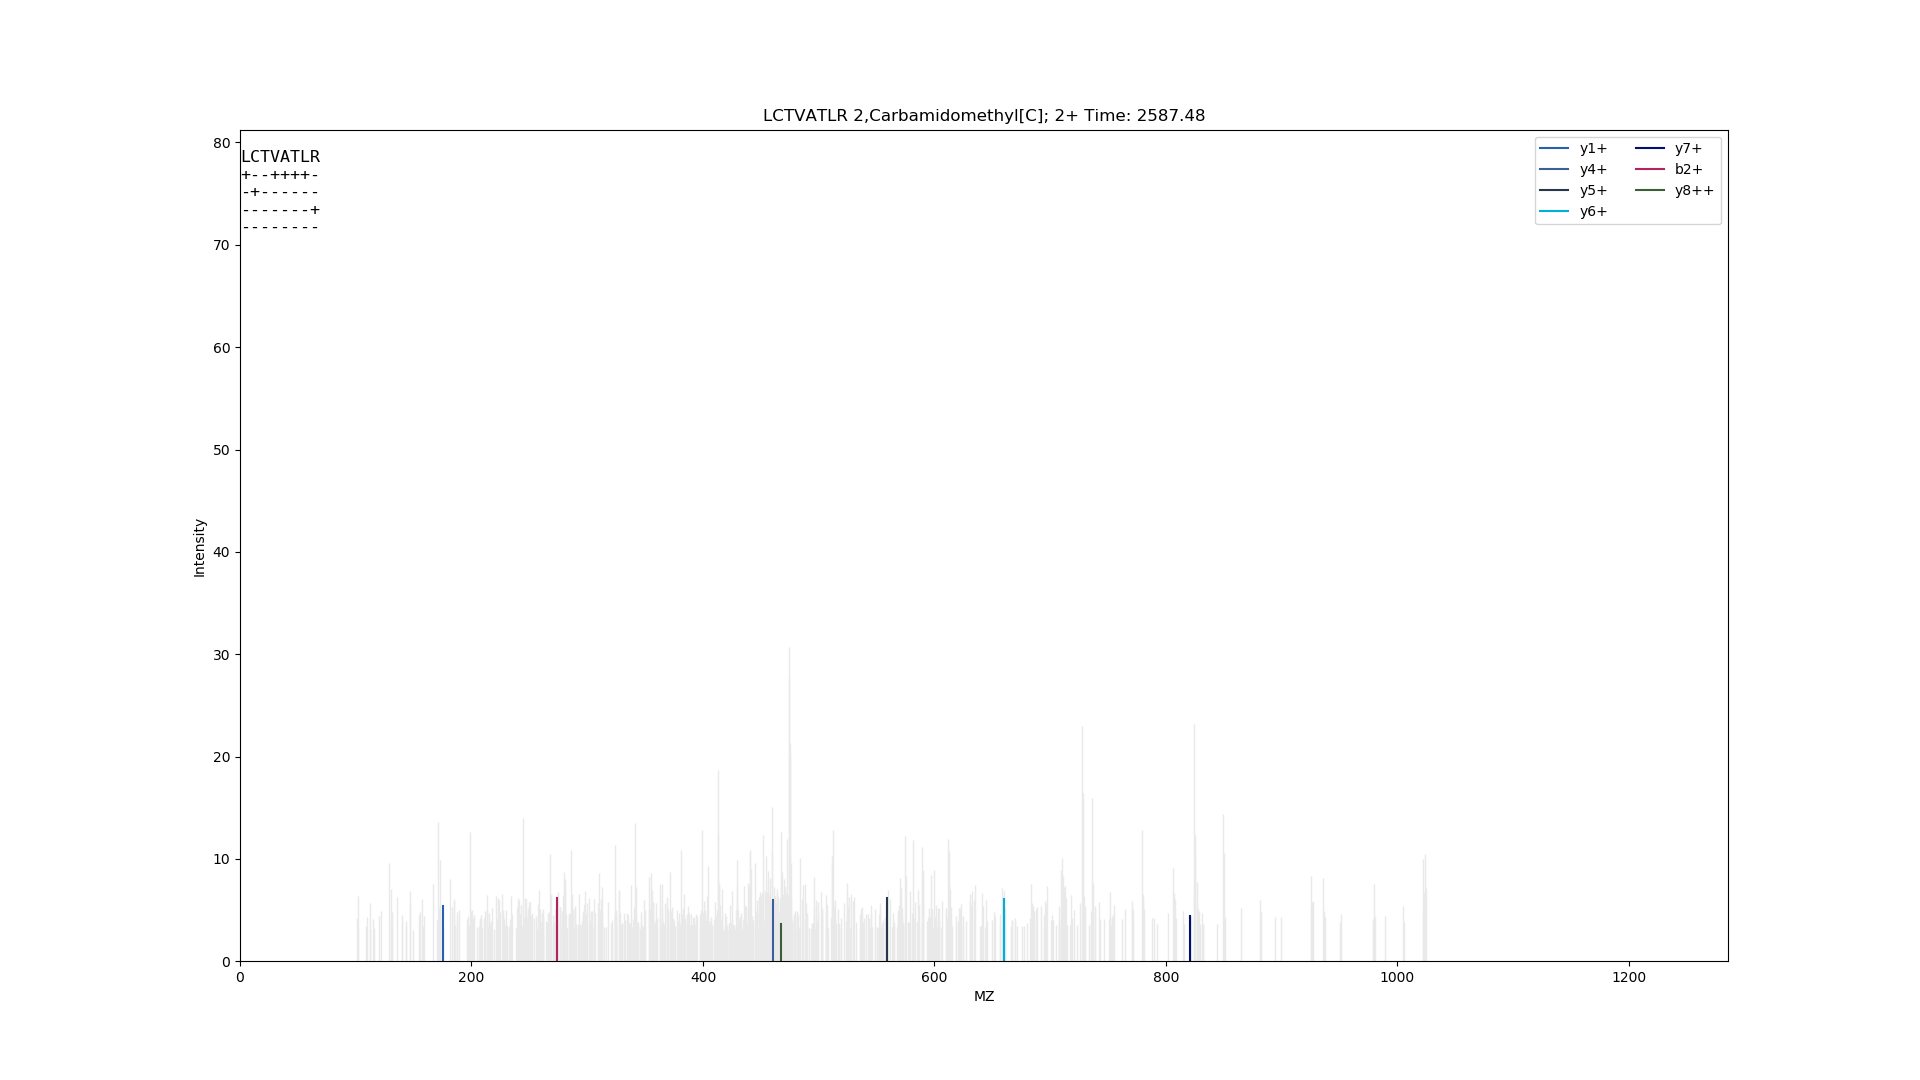 LCTVATLR 2,Carbamidomethyl[C]; 2+ Time: 2587.48
LCTVATLR
+--++++-
-+------
-------+
--------
y1+
y4+
y5+
y6+
y7+
b2+
y8++
80
70
60
50
40
30
20
10
0
Intensity
0 200 400 600 800 1000 1200
MZ